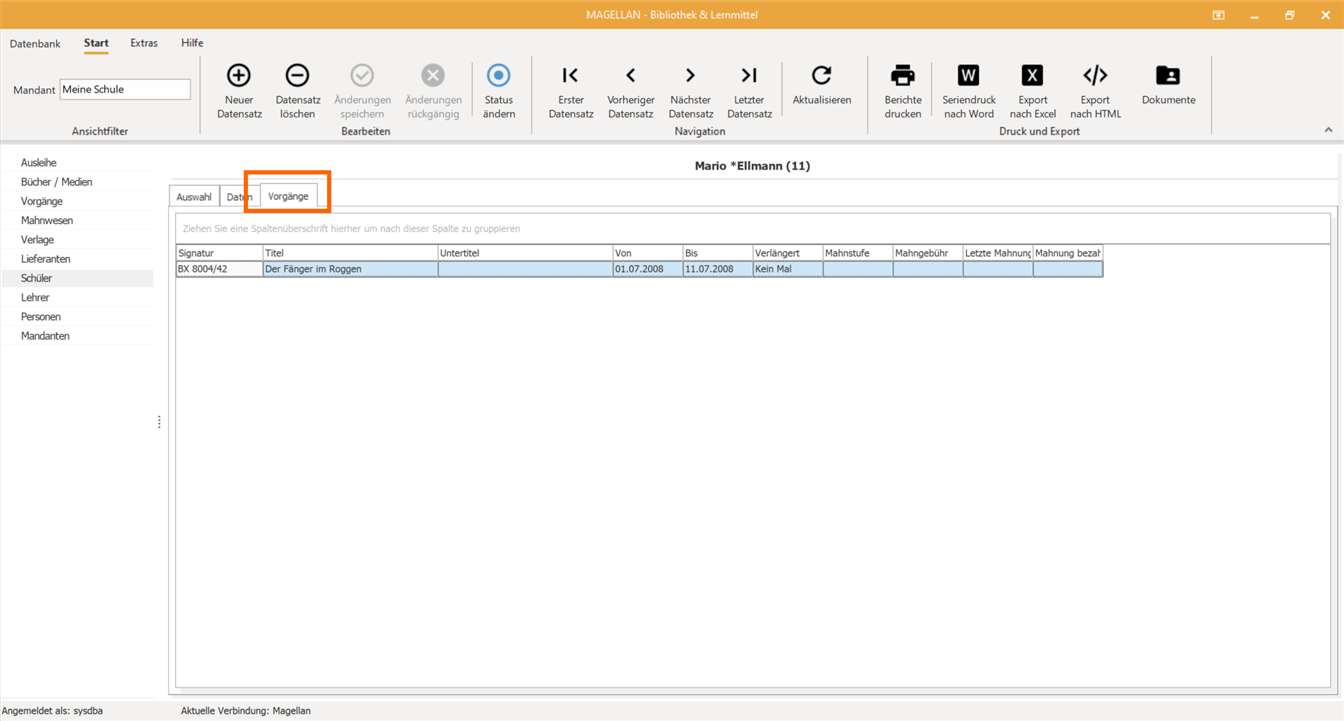 MAGELLAN - Bibliothek & Lernmittel
Datenbank Start Extras Hilfe
Mandant Meine Schule
Ansichtfilter
Neuer Datensatz
Datensatz löschen
Änderungen speichern
Änderungen rückgängig
Status ändern
Bearbeiten
Erster Datensatz
Vorheriger Datensatz
Nächster Datensatz
Letzter Datensatz
Navigation
Aktualisieren
Berichte drucken
W
Seriendruck nach Word
X
Export nach Excel
Export nach HTML
Dokumente
Druck und Export
Ausleihe
Bücher / Medien
Vorgänge
Mahnwesen
Verlage
Lieferanten
Schüler
Lehrer
Personen
Mandanten
Mario *Ellmann (11)
Auswahl Daten Vorgänge
Ziehen Sie eine Spaltenüberschrift hierher um nach dieser Spalte zu gruppieren
Signatur Titel Untertitel Von Bis Verlängert Mahnstufe Mahngebühr Letzte Mahnung Mahnung bezah
BX 8004/42 Der Fänger im Roggen 01.07.2008 11.07.2008 Kein Mal
Angemeldet als: sysdba Aktuelle Verbindung: Magellan